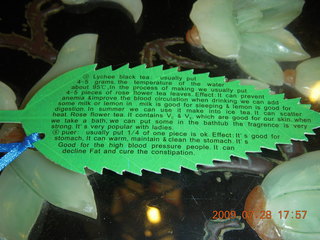 ④ Lychee black tea: usually put
4-5 grems. the temperature of the water
about 95°. In the process of making we usually put
4-5 pieces of rose black tea leaves. Effect: It can prevent
anemia &improve the blood circulation when drinking we can add
some milk or lemon in. milk is good for sleeping & lemon is good for
digestion. In summer we can use it make into ice tea. It can scatter
heat. Rose flower tea: It contains V₄ & V₆ which are good for our skin. when
we take a bath, we can put some in the bathtub the fragrance is very
strong. It's very popular with ladies.
puer: usually put 1/4 of one piece is ok. Effect: It's good for
stomach. It can warm, maintain &clean the stomach. It's
Good for the high blood pressure people. It can
decline Fat and cure the constipation.
17:57